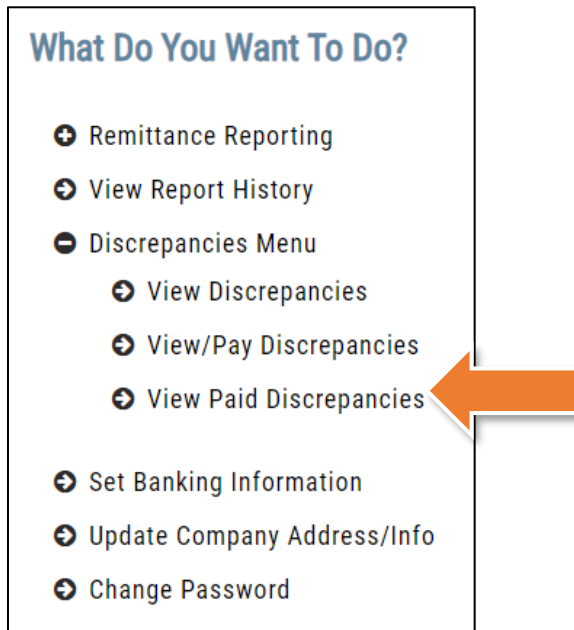 What Do You Want To Do?
Remittance Reporting
View Report History
Discrepancies Menu
View Discrepancies
View/Pay Discrepancies
View Paid Discrepancies
Set Banking Information
Update Company Address/Info
Change Password